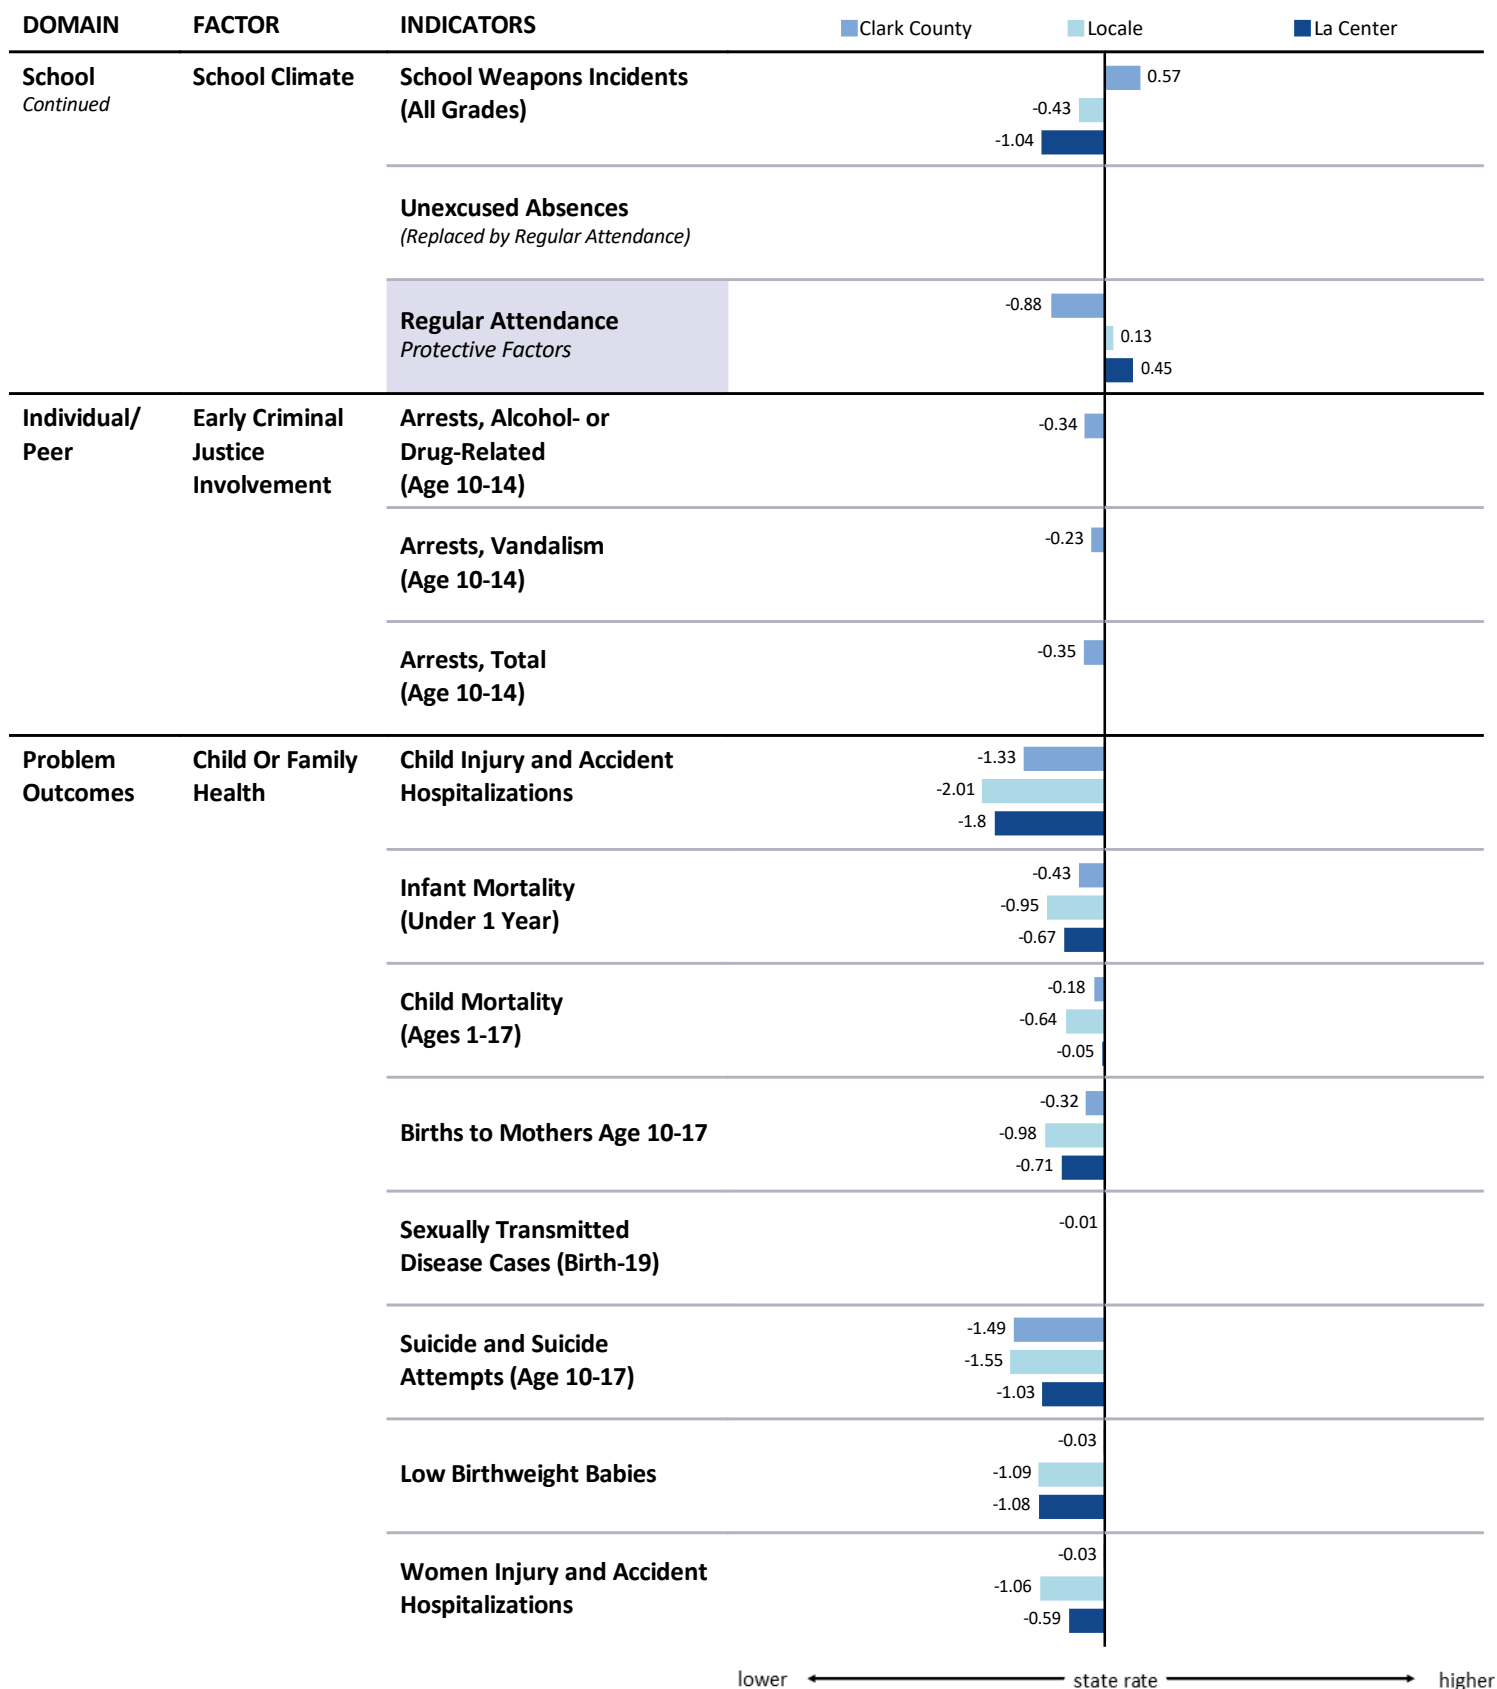 DOMAIN FACTOR INDICATORS Clark County Locale La Center
School School Climate School Weapons Incidents 0.57
Continued (All Grades) -0.43
-1.04
Unexcused Absences
(Replaced by Regular Attendance)
-0.88
Regular Attendance 0.13
Protective Factors 0.45
Individual/ Early Criminal Arrests, Alcohol- or -0.34
Peer Justice Drug-Related
Involvement (Age 10-14)
Arrests, Vandalism -0.23
(Age 10-14)
Arrests, Total -0.35
(Age 10-14)
Problem Child Or Family Child Injury and Accident -1.33
Outcomes Health Hospitalizations -2.01
-1.8
-0.43
Infant Mortality -0.95
(Under 1 Year) -0.67
-0.18
Child Mortality -0.64
(Ages 1-17) -0.05
-0.32
Births to Mothers Age 10-17 -0.98
-0.71
Sexually Transmitted -0.01
Disease Cases (Birth-19)
-1.49
Suicide and Suicide -1.55
Attempts (Age 10-17) -1.03
-0.03
Low Birthweight Babies -1.09
-1.08
-0.03
Women Injury and Accident -1.06
Hospitalizations -0.59
lower state rate higher